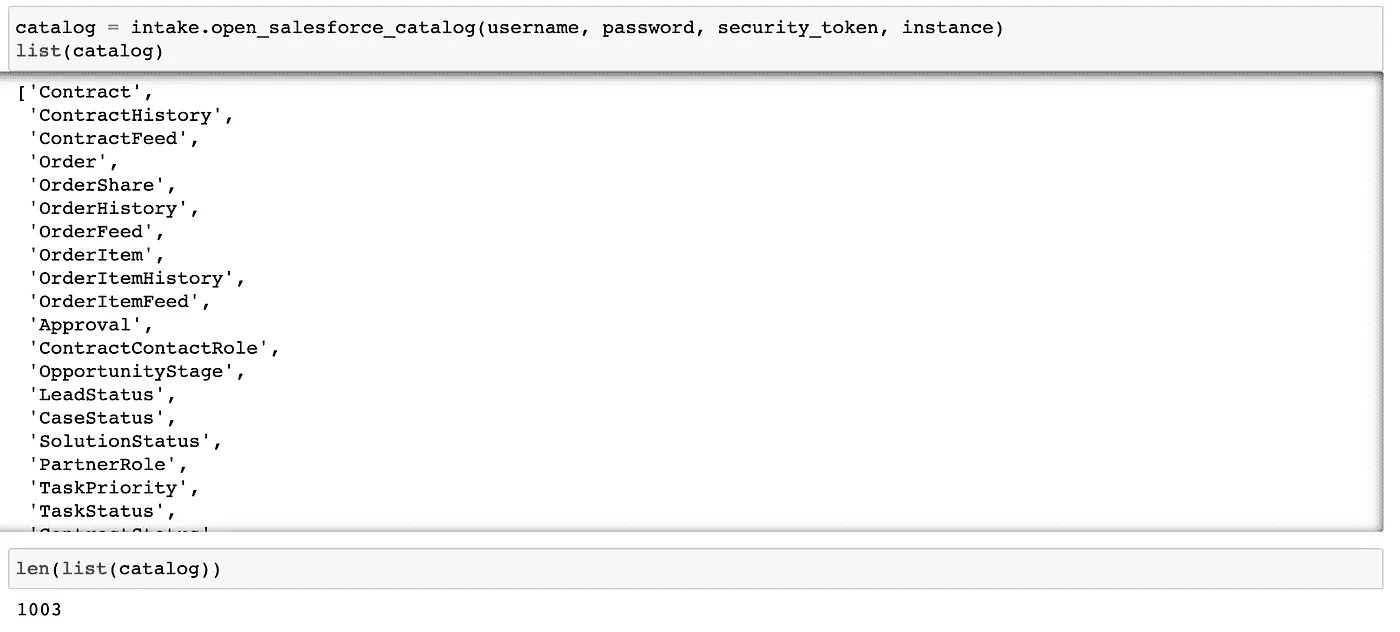 catalog = intake.open_salesforce_catalog(username, password, security_token, instance)
list(catalog)
['Contract',
'ContractHistory',
'ContractFeed',
'Order',
'OrderShare',
'OrderHistory',
'OrderFeed',
'OrderItem',
'OrderItemHistory',
'OrderItemFeed',
'Approval',
'ContractContactRole',
'OpportunityStage',
'LeadStatus',
'CaseStatus',
'SolutionStatus',
'PartnerRole',
'TaskPriority',
'TaskStatus',
len(list(catalog))
1003